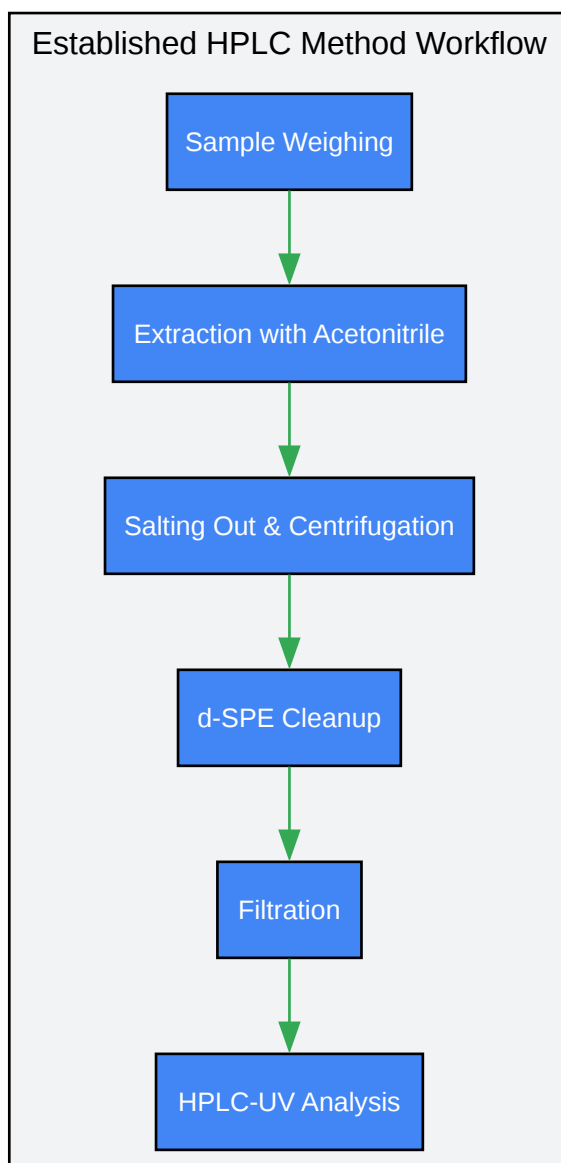 Established HPLC Method Workflow
Sample Weighing
Extraction with Acetonitrile
Salting Out & Centrifugation
d-SPE Cleanup
Filtration
HPLC-UV Analysis